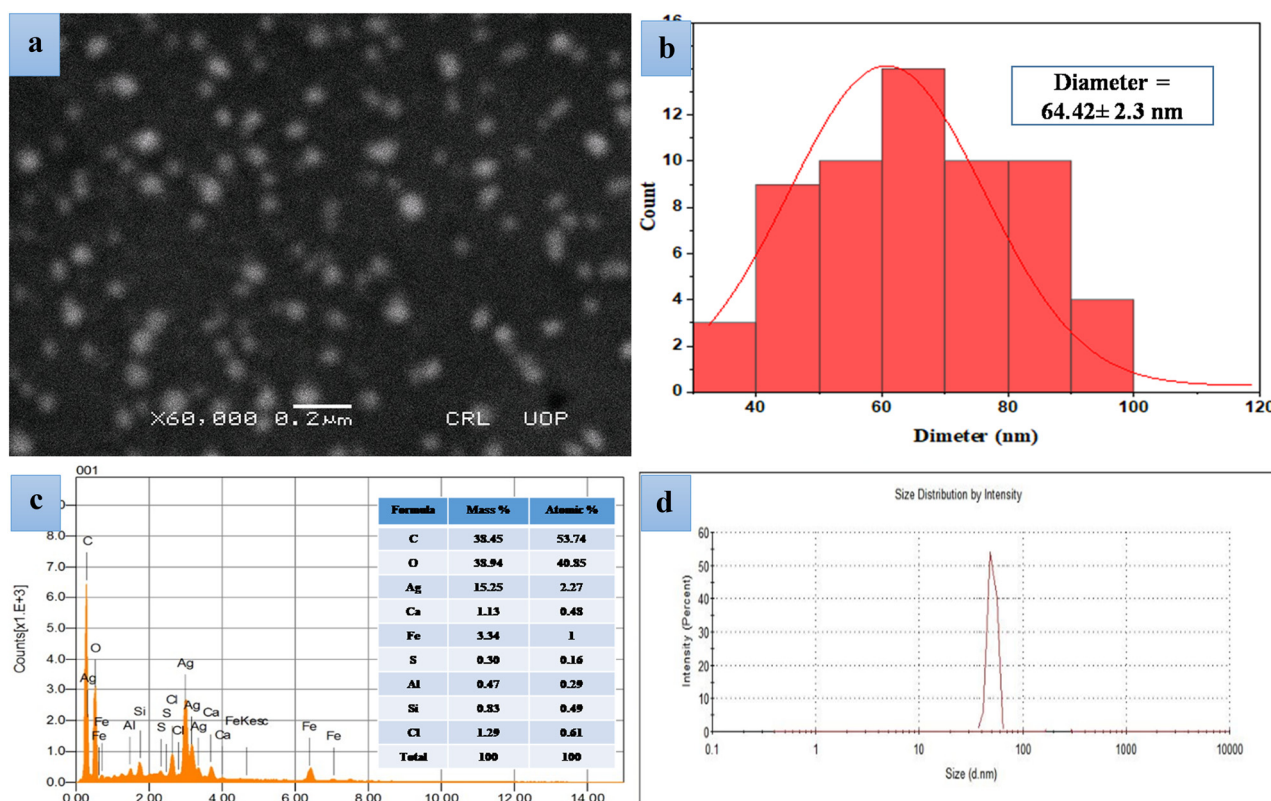 a
X60,000 0.2µm CRL UOP
b
16
14
12
10
8
6
4
2
0
Count
Diameter =
64.42± 2.3 nm
40 60 80 100 120
Dimeter (nm)
c
001
8.0
7.0
6.0
5.0
4.0
3.0
2.0
1.0
0.0
Counts[x1.E+3]
C
O
Ag
Fe
Fe
Al
Si
S
S
Cl
Cl
Ag
Ag
Ag
Ca
Ca
FeKesc
Fe
Fe
0.00 2.00 4.00 6.00 8.00 10.00 12.00 14.00
Formula Mass % Atomic %
C 38.45 53.74
O 38.94 40.85
Ag 15.25 2.27
Ca 1.13 0.48
Fe 3.34 1
S 0.30 0.16
Al 0.47 0.29
Si 0.83 0.49
Cl 1.29 0.61
Total 100 100
d
Size Distribution by Intensity
60
50
40
30
20
10
0
Intensity (Percent)
0.1 1 10 100 1000 10000
Size (d.nm)